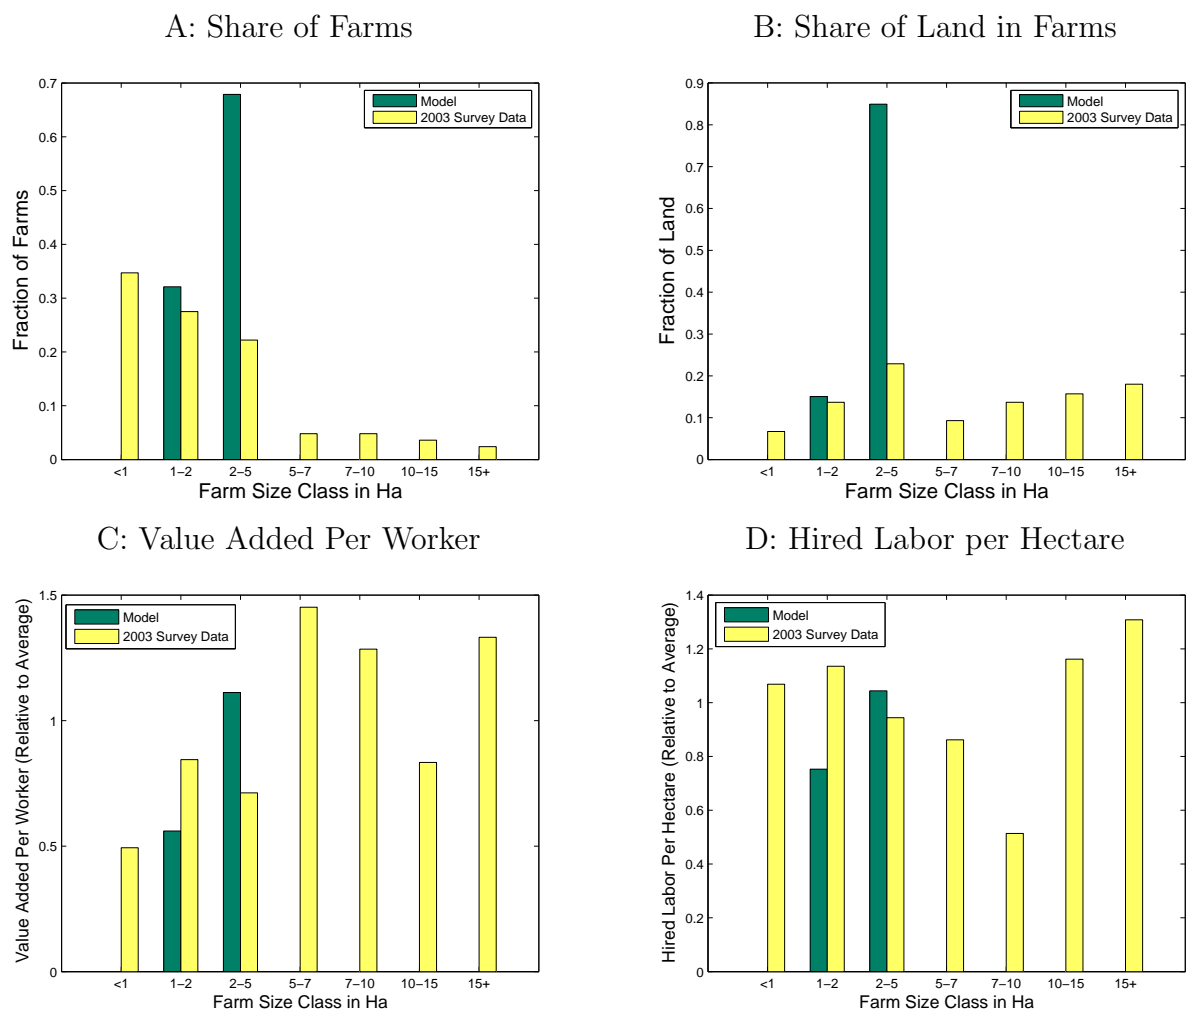 A: Share of Farms
0.7
0.6
0.5
0.4
0.3
0.2
0.1
0
Fraction of Farms
Model
2003 Survey Data
<1 1–2 2–5 5–7 7–10 10–15 15+
Farm Size Class in Ha
B: Share of Land in Farms
0.9
0.8
0.7
0.6
0.5
0.4
0.3
0.2
0.1
0
Fraction of Land
Model
2003 Survey Data
<1 1–2 2–5 5–7 7–10 10–15 15+
Farm Size Class in Ha
C: Value Added Per Worker
1.5
1
0.5
0
Value Added Per Worker (Relative to Average)
Model
2003 Survey Data
<1 1–2 2–5 5–7 7–10 10–15 15+
Farm Size Class in Ha
D: Hired Labor per Hectare
1.4
1.2
1
0.8
0.6
0.4
0.2
0
Hired Labor Per Hectare (Relative to Average)
Model
2003 Survey Data
<1 1–2 2–5 5–7 7–10 10–15 15+
Farm Size Class in Ha